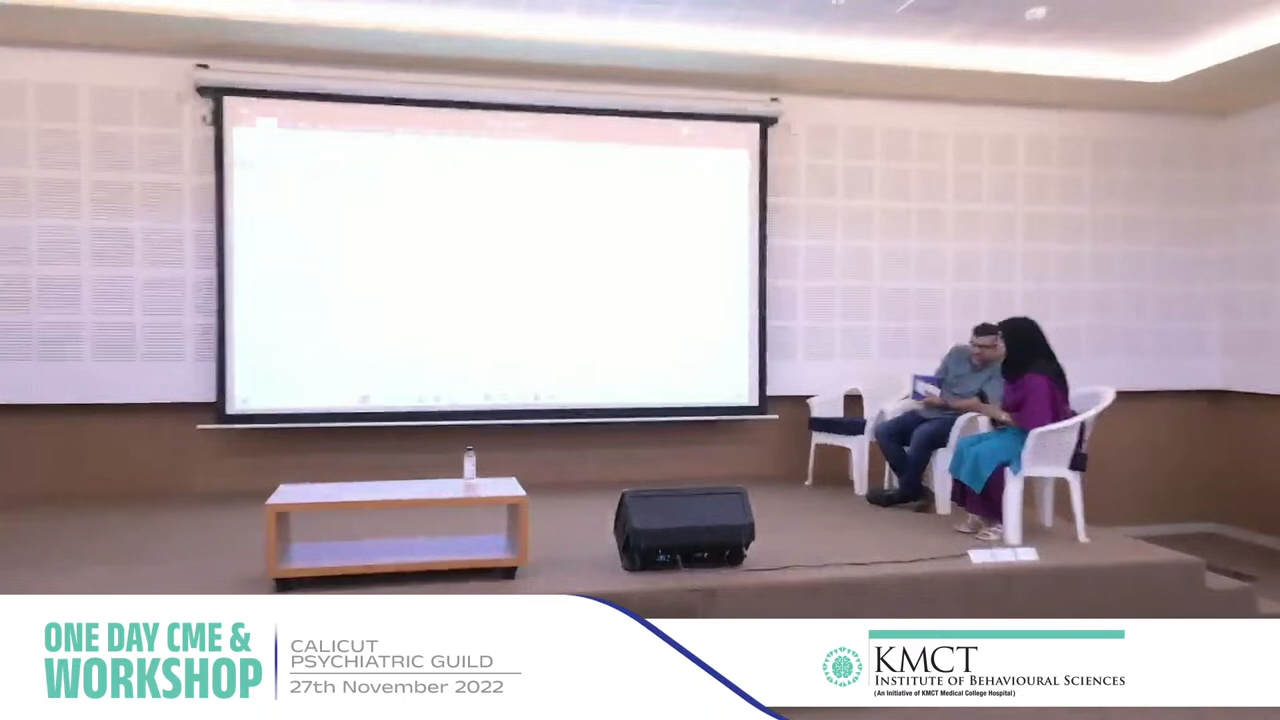 ONE DAY CME &
WORKSHOP
CALICUT
PSYCHIATRIC GUILD
27th November 2022
KMCT
INSTITUTE OF BEHAVIOURAL SCIENCES
(An Initiative of KMCT Medical College Hospital)